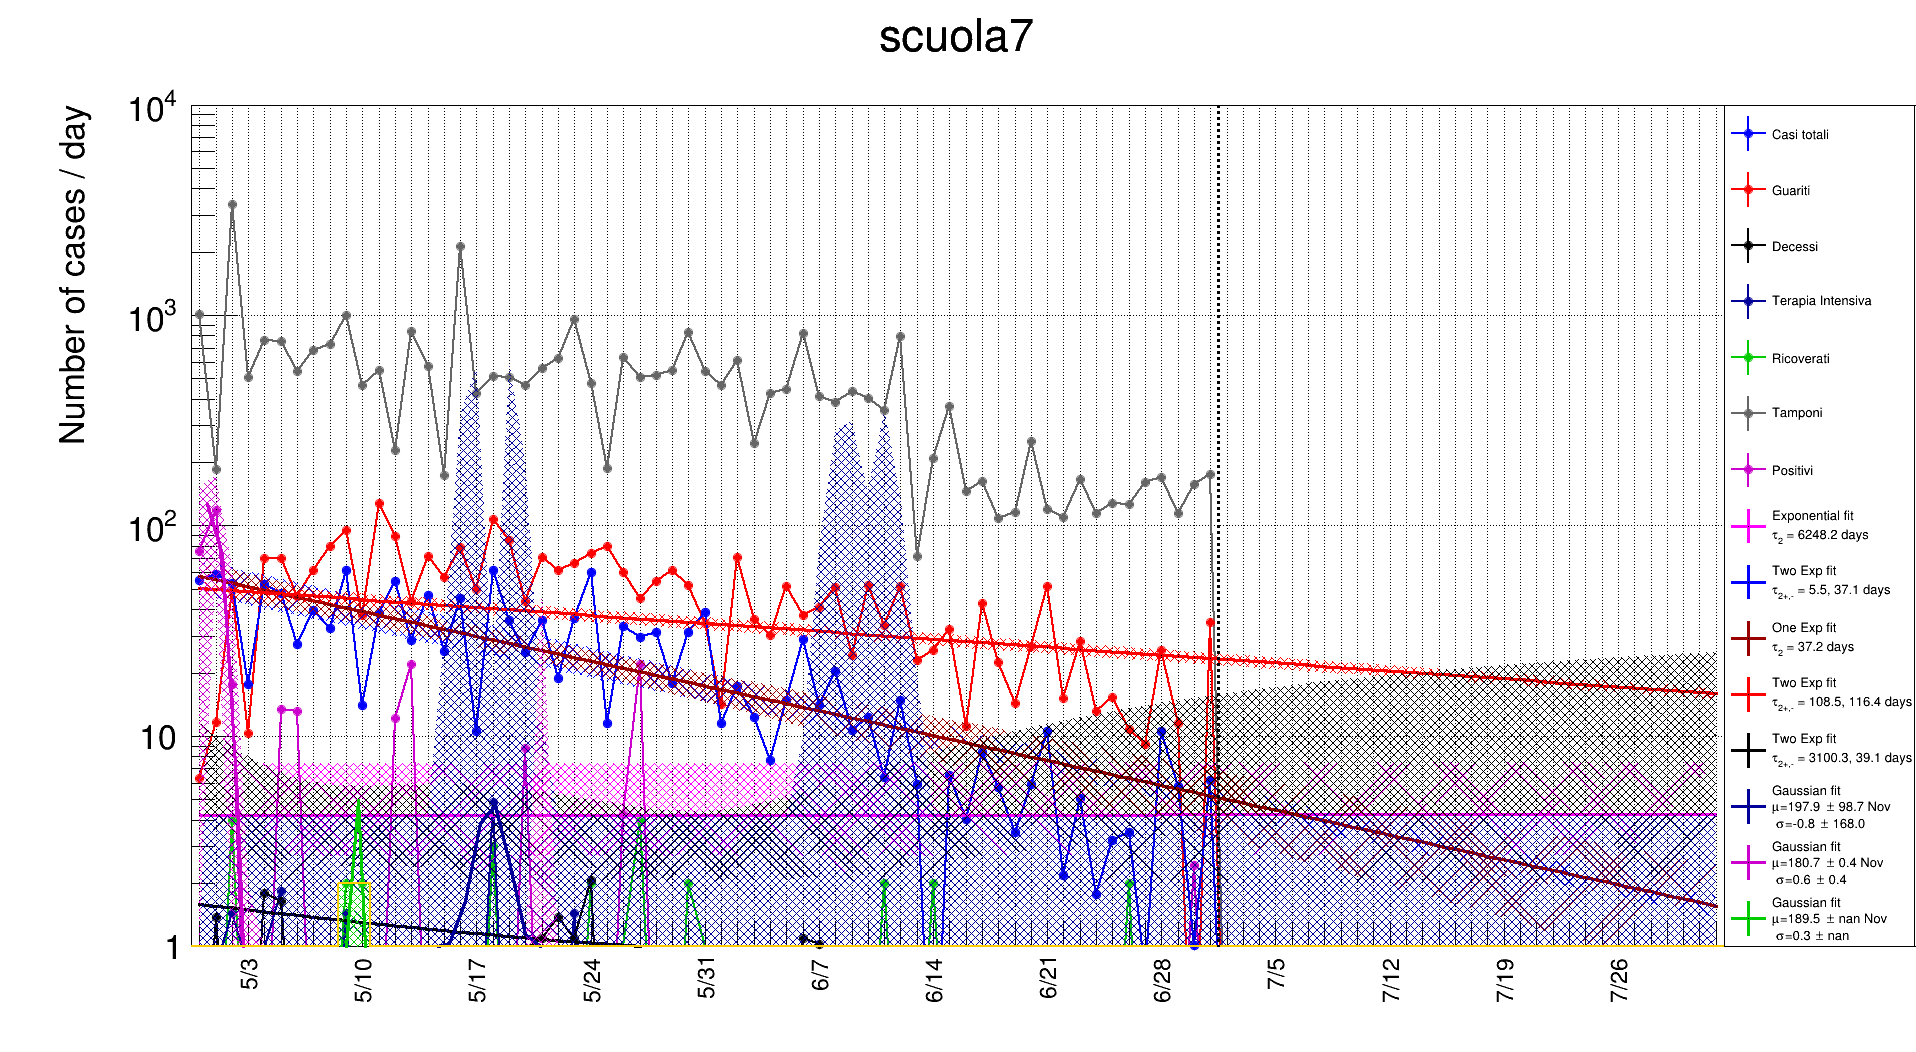 scuola7
Number of cases / day
10^4
10^3
10^2
10
1
5/3
5/10
5/17
5/24
5/31
6/7
6/14
6/21
6/28
7/5
7/12
7/19
7/26
Casi totali
Guariti
Decessi
Terapia Intensiva
Ricoverati
Tamponi
Positivi
Exponential fit
τ_2 = 6248.2 days
Two Exp fit
τ_2+,- = 5.5, 37.1 days
One Exp fit
τ_2 = 37.2 days
Two Exp fit
τ_2+,- = 108.5, 116.4 days
Two Exp fit
τ_2+,- = 3100.3, 39.1 days
Gaussian fit
μ=197.9 ± 98.7 Nov
σ=-0.8 ± 168.0
Gaussian fit
μ=180.7 ± 0.4 Nov
σ=0.6 ± 0.4
Gaussian fit
μ=189.5 ± nan Nov
σ=0.3 ± nan